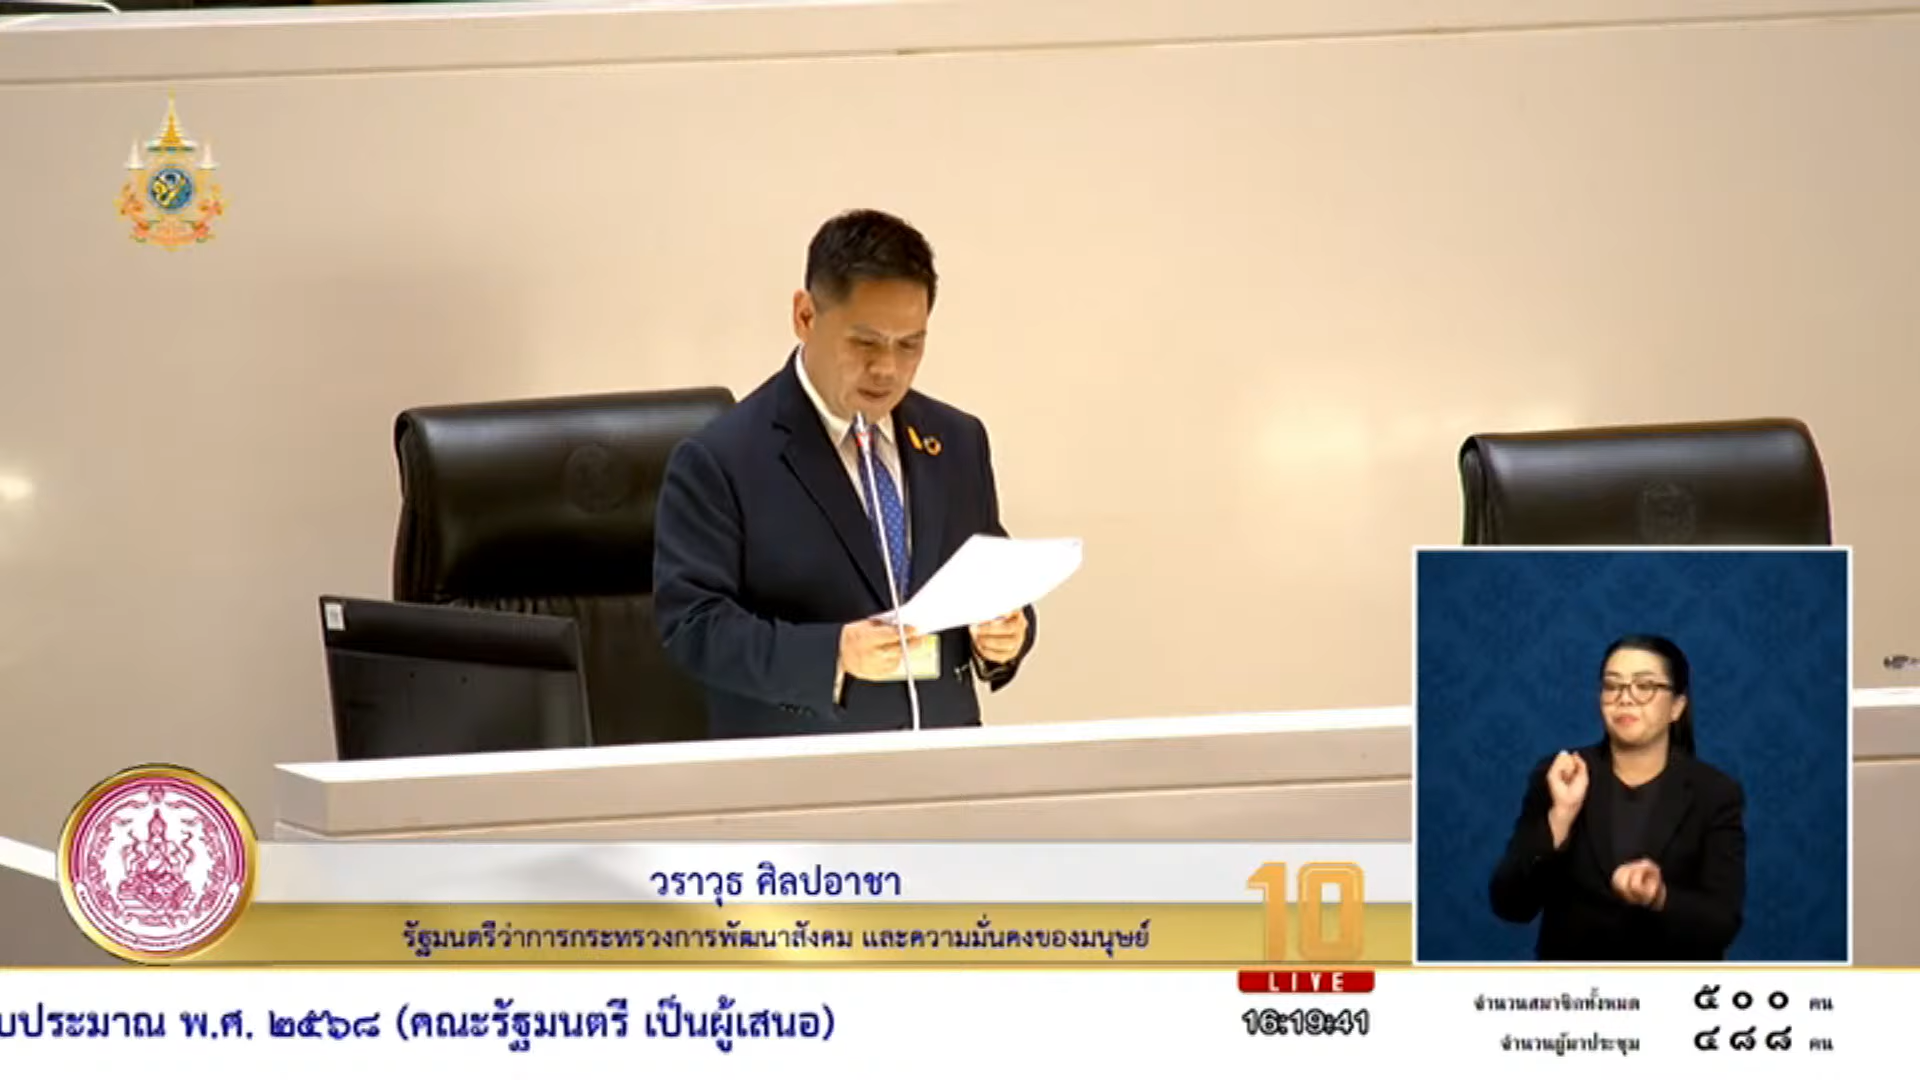 วราวุธ ศิลปอาชา
รัฐมนตรีว่าการกระทรวงการพัฒนาสังคม และความมั่นคงของมนุษย์
10
LIVE
16:19:41
บประมาณ พ.ศ. ๒๕๖๘ (คณะรัฐมนตรี เป็นผู้เสนอ)
จำนวนสมาชิกทั้งหมด ๕๐๐ คน
จำนวนผู้มาประชุม ๔๘๘ คน